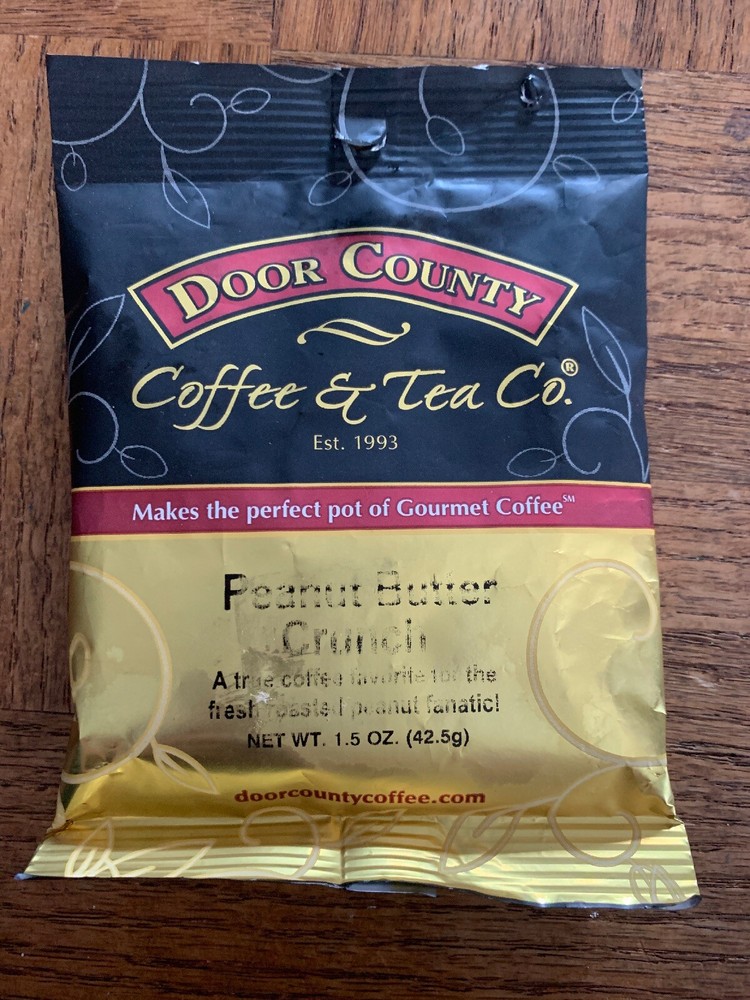 DOOR COUNTY
Coffee & Tea Co.®
Est. 1993
Makes the perfect pot of Gourmet Coffee℠
Peanut Butter
Crunch
A true coffee favorite for the
fresh roasted peanut fanatic!
NET WT. 1.5 OZ. (42.5g)
doorcountycoffee.com